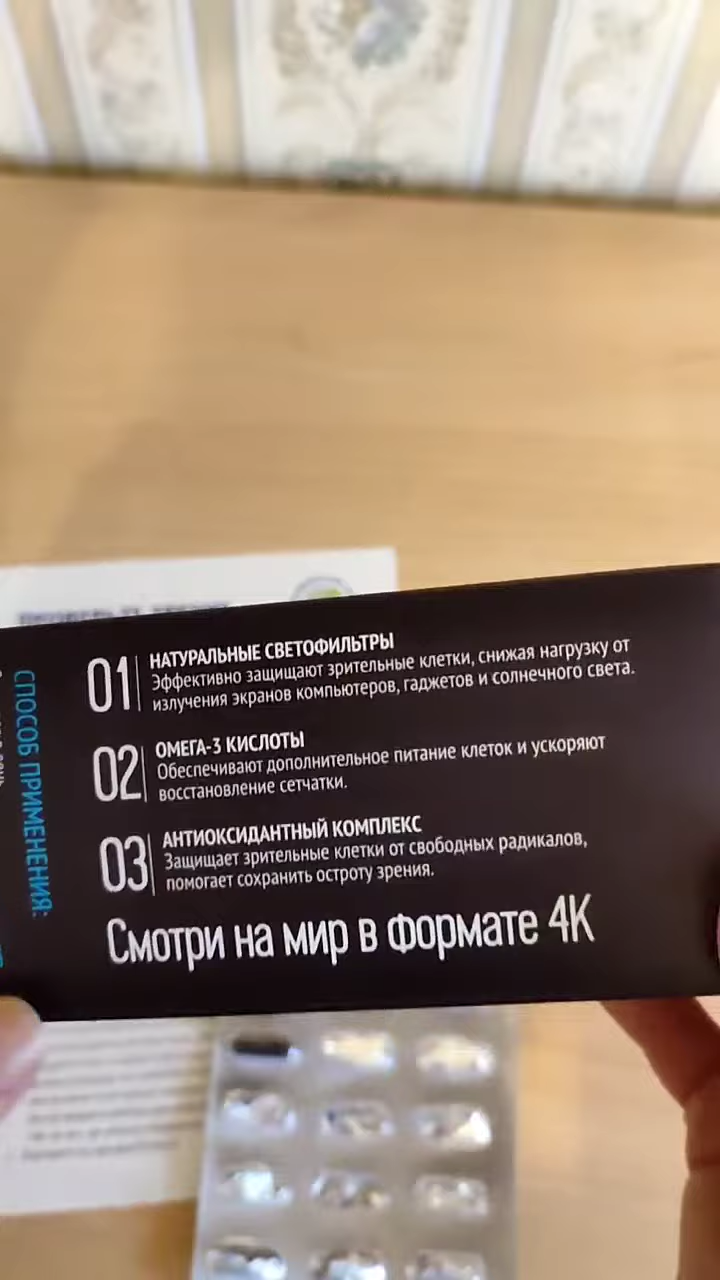 01 НАТУРАЛЬНЫЕ СВЕТОФИЛЬТРЫ
Эффективно защищают зрительные клетки, снижая нагрузку от
излучения экранов компьютеров, гаджетов и солнечного света.
02 ОМЕГА-3 КИСЛОТЫ
Обеспечивают дополнительное питание клеток и ускоряют
восстановление сетчатки.
03 АНТИОКСИДАНТНЫЙ КОМПЛЕКС
Защищает зрительные клетки от свободных радикалов,
помогает сохранить остроту зрения.
Смотри на мир в формате 4K
СПОСОБ ПРИМЕНЕНИЯ: